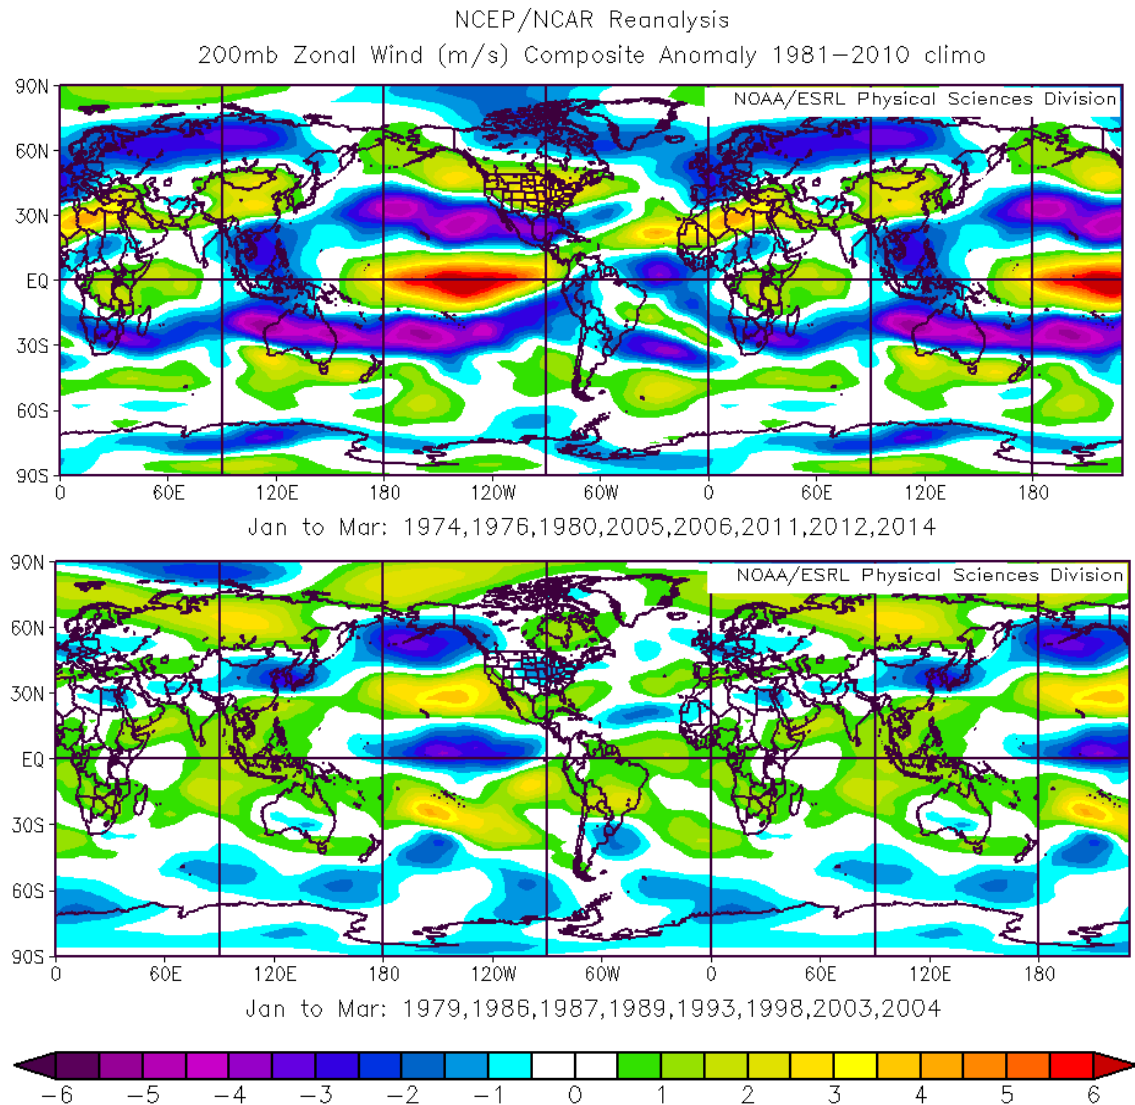 NCEP/NCAR Reanalysis
200mb Zonal Wind (m/s) Composite Anomaly 1981-2010 climo
90N
NOAA/ESRL Physical Sciences Division
60N
30N
EQ
30S
60S
90S
0 60E 120E 180 120W 60W 0 60E 120E 180
Jan to Mar: 1974,1976,1980,2005,2006,2011,2012,2014
90N
NOAA/ESRL Physical Sciences Division
60N
30N
EQ
30S
60S
90S
0 60E 120E 180 120W 60W 0 60E 120E 180
Jan to Mar: 1979,1986,1987,1989,1993,1998,2003,2004
-6 -5 -4 -3 -2 -1 0 1 2 3 4 5 6